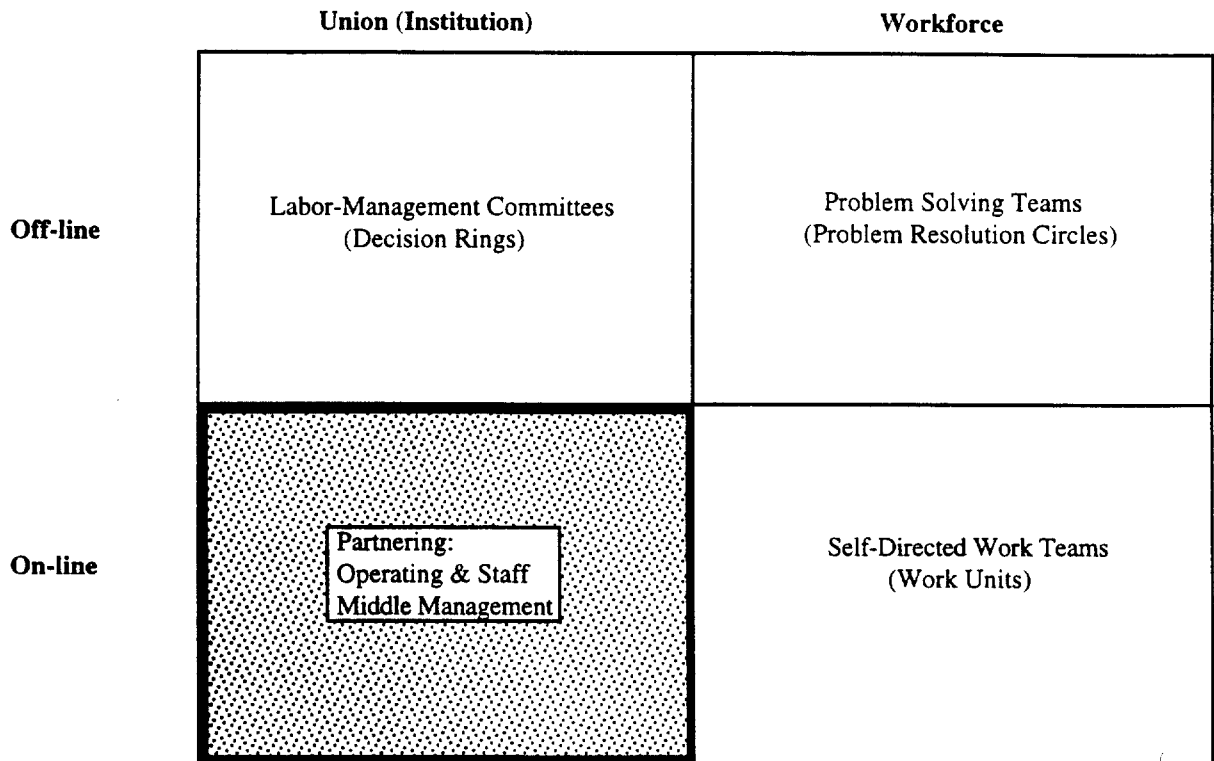 Union (Institution)
Workforce
Off-line
Labor-Management Committees
(Decision Rings)
Problem Solving Teams
(Problem Resolution Circles)
On-line
Partnering:
Operating & Staff
Middle Management
Self-Directed Work Teams
(Work Units)